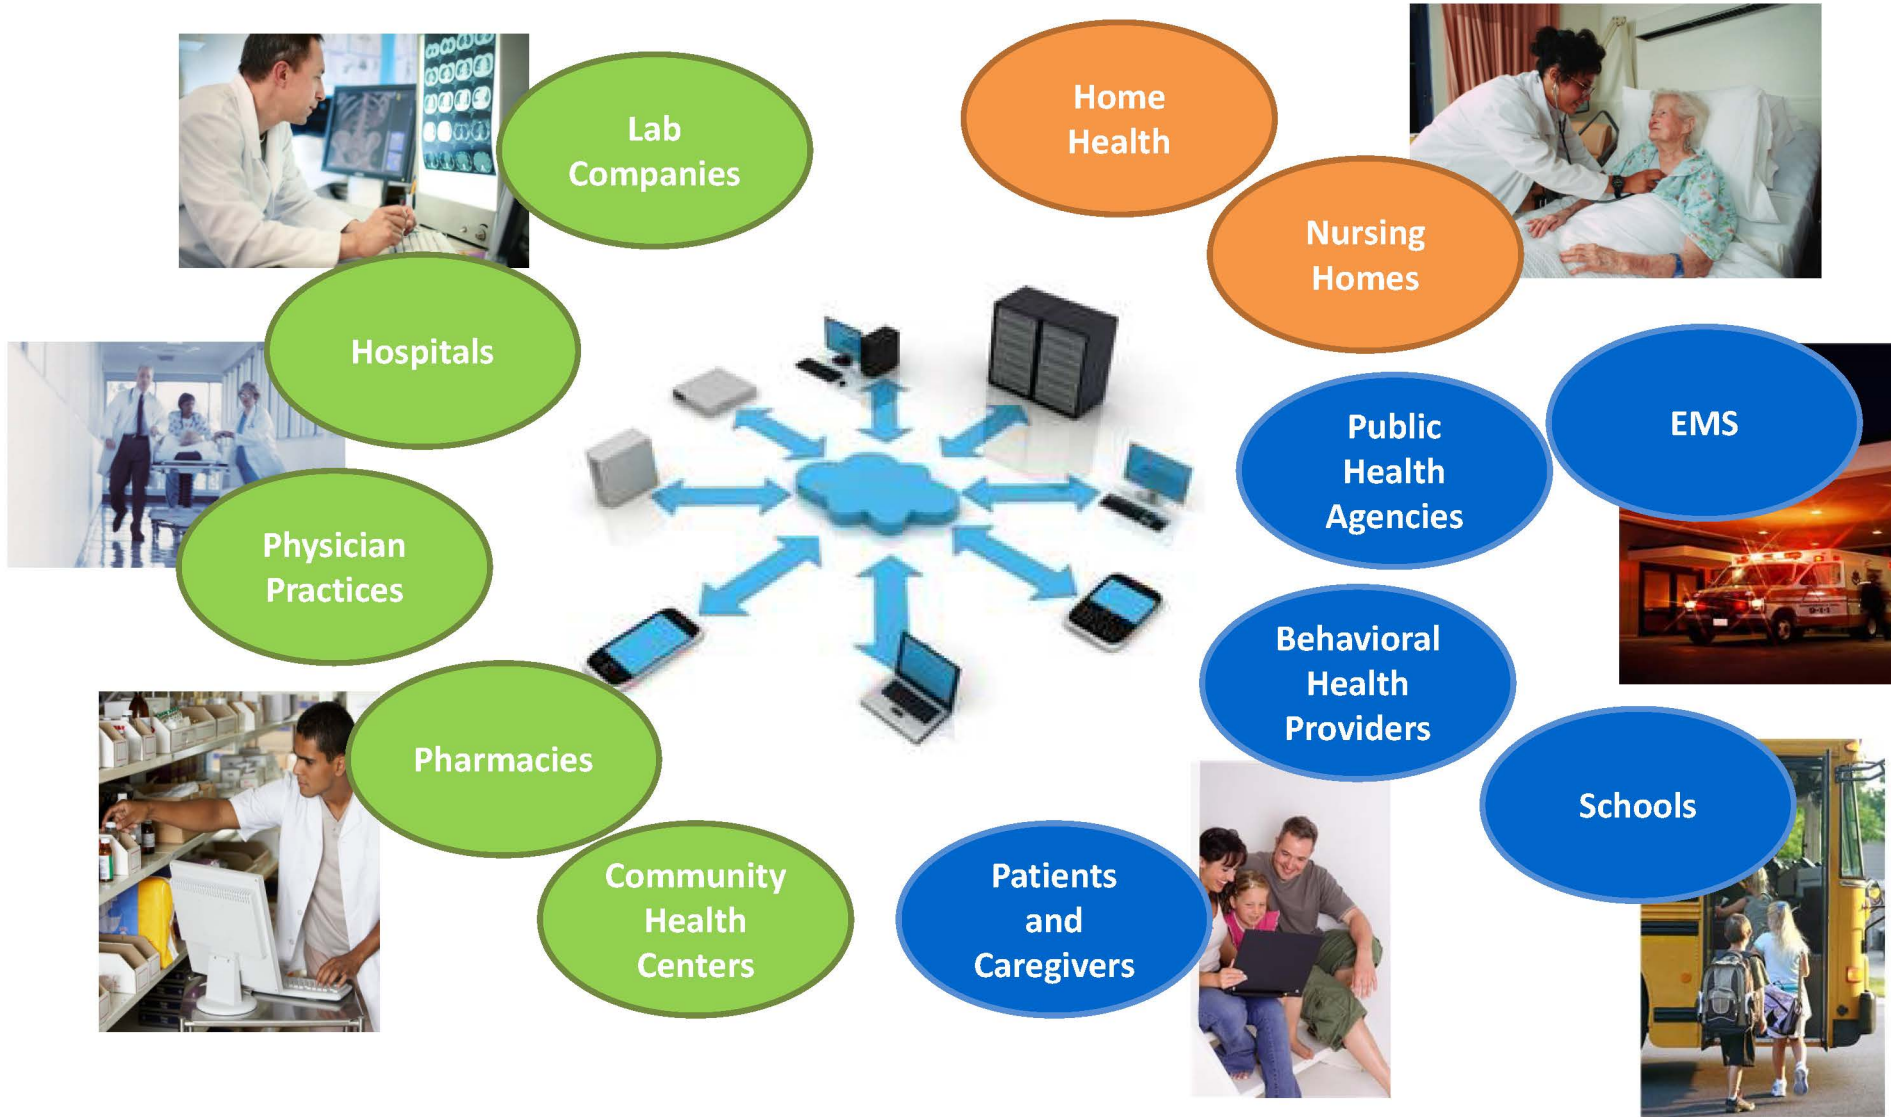 Lab
Companies
Home
Health
Nursing
Homes
Hospitals
Public
Health
Agencies
EMS
Physician
Practices
Behavioral
Health
Providers
Pharmacies
Schools
Community
Health
Centers
Patients
and
Caregivers